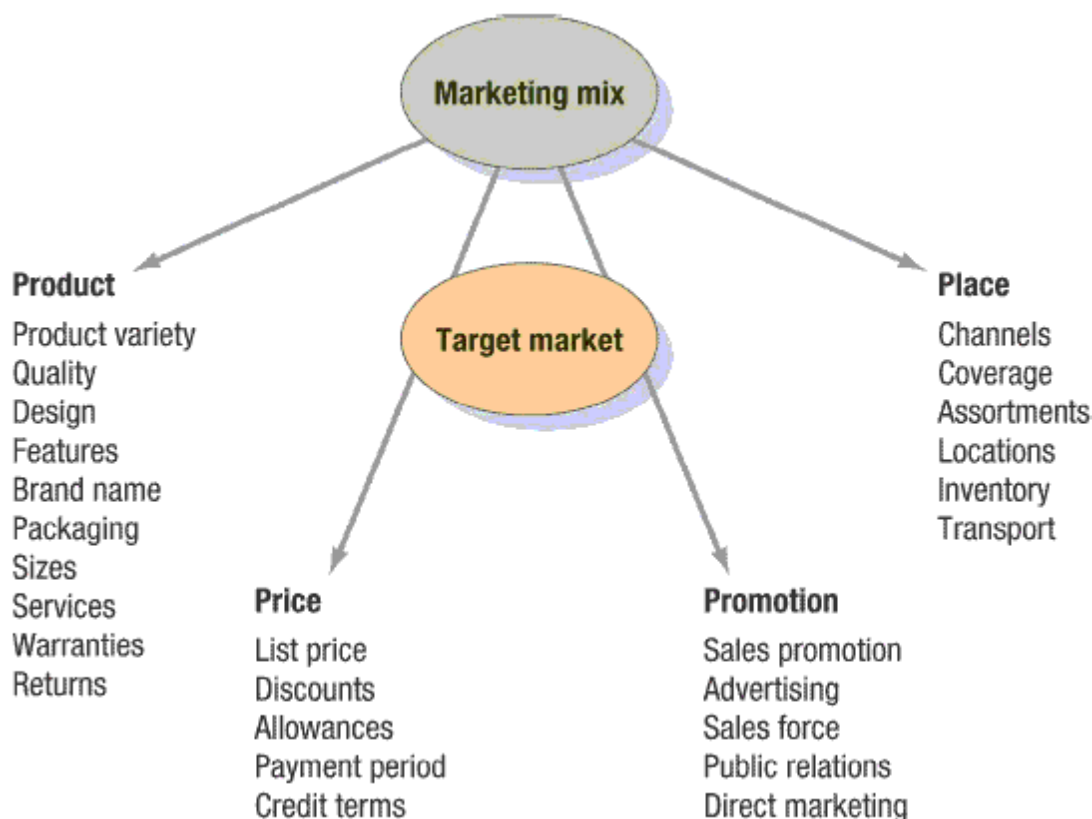 Marketing mix
Target market
Product
Product variety
Quality
Design
Features
Brand name
Packaging
Sizes
Services
Warranties
Returns
Price
List price
Discounts
Allowances
Payment period
Credit terms
Promotion
Sales promotion
Advertising
Sales force
Public relations
Direct marketing
Place
Channels
Coverage
Assortments
Locations
Inventory
Transport